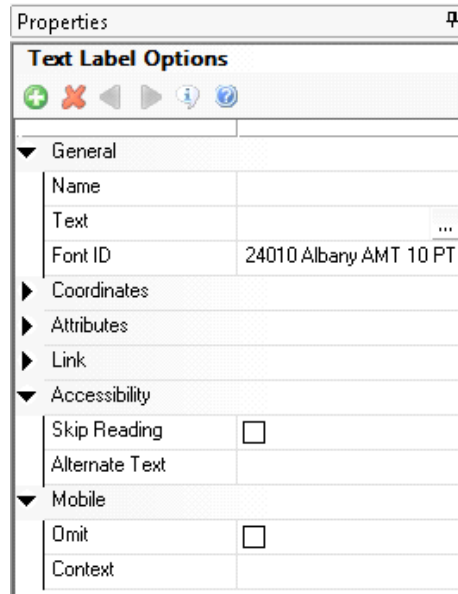 Properties
Text Label Options
General
Name
Text ...
Font ID 24010 Albany AMT 10 PT
Coordinates
Attributes
Link
Accessibility
Skip Reading
Alternate Text
Mobile
Omit
Context